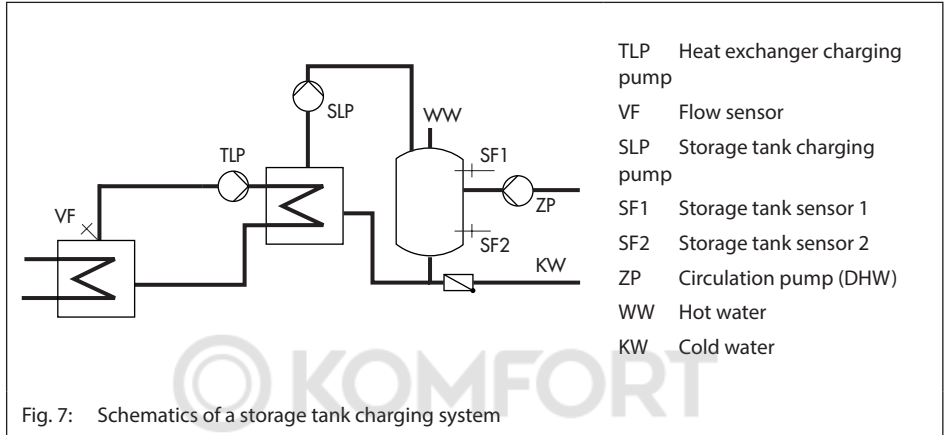 SLP
WW
TLP
SF1
ZP
VF
SF2
KW
TLP Heat exchanger charging
pump
VF Flow sensor
SLP Storage tank charging
pump
SF1 Storage tank sensor 1
SF2 Storage tank sensor 2
ZP Circulation pump (DHW)
WW Hot water
KW Cold water
KOMFORT
Fig. 7: Schematics of a storage tank charging system